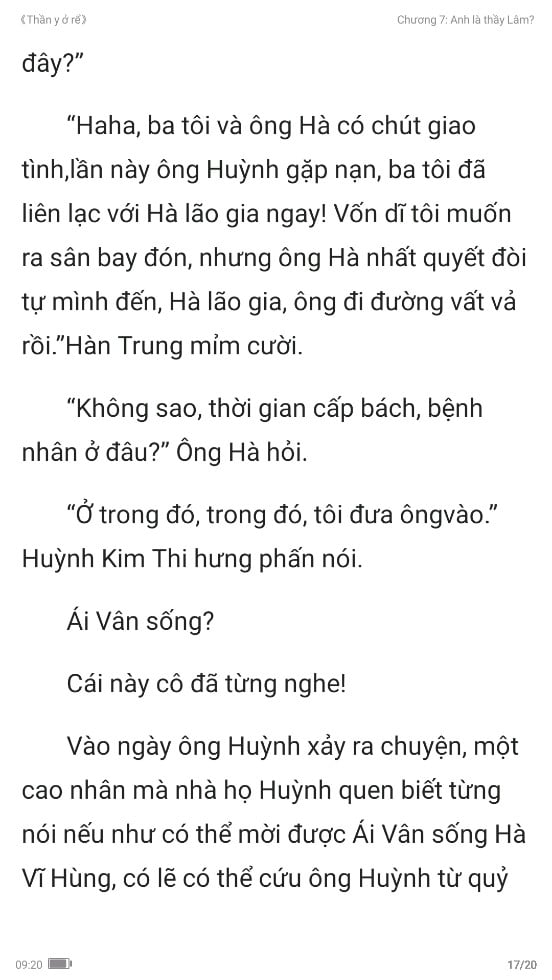 《Thần y ở rể》 Chương 7: Anh là thầy Lâm?
đây?”
“Haha, ba tôi và ông Hà có chút giao
tình,lần này ông Huỳnh gặp nạn, ba tôi đã
liên lạc với Hà lão gia ngay! Vốn dĩ tôi muốn
ra sân bay đón, nhưng ông Hà nhất quyết đòi
tự mình đến, Hà lão gia, ông đi đường vất vả
rồi.”Hàn Trung mỉm cười.
“Không sao, thời gian cấp bách, bệnh
nhân ở đâu?” Ông Hà hỏi.
“Ở trong đó, trong đó, tôi đưa ôngvào.”
Huỳnh Kim Thi hưng phấn nói.
Ái Vân sống?
Cái này cô đã từng nghe!
Vào ngày ông Huỳnh xảy ra chuyện, một
cao nhân mà nhà họ Huỳnh quen biết từng
nói nếu như có thể mời được Ái Vân sống Hà
Vĩ Hùng, có lẽ có thể cứu ông Huỳnh từ quỷ
09:20 17/20